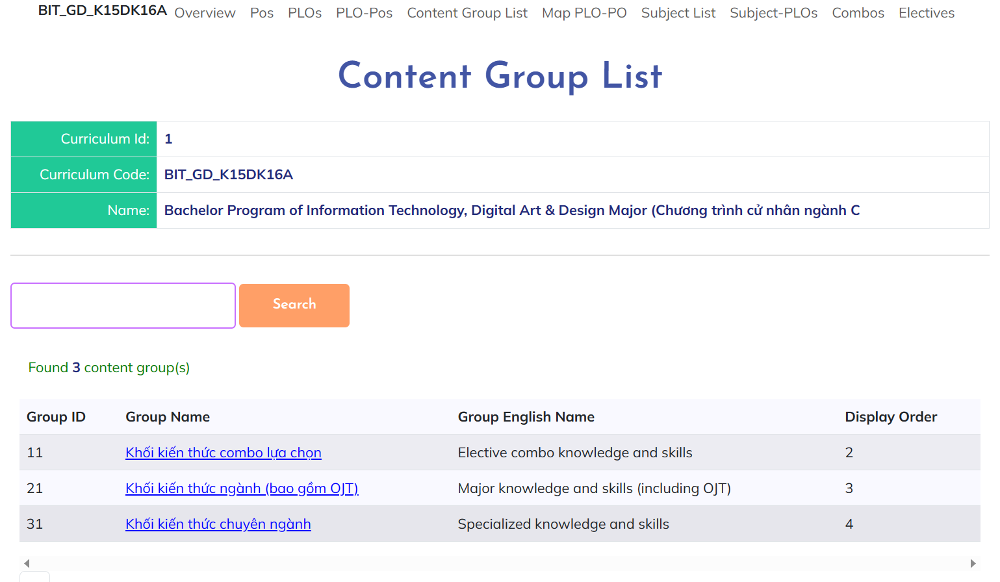 BIT_GD_K15DK16A Overview Pos PLOs PLO-Pos Content Group List Map PLO-PO Subject List Subject-PLOs Combos Electives
Content Group List
Curriculum Id: 1
Curriculum Code: BIT_GD_K15DK16A
Name: Bachelor Program of Information Technology, Digital Art & Design Major (Chương trình cử nhân ngành C
Search
Found 3 content group(s)
Group ID Group Name Group English Name Display Order
11 Khối kiến thức combo lựa chọn Elective combo knowledge and skills 2
21 Khối kiến thức ngành (bao gồm OJT) Major knowledge and skills (including OJT) 3
31 Khối kiến thức chuyên ngành Specialized knowledge and skills 4